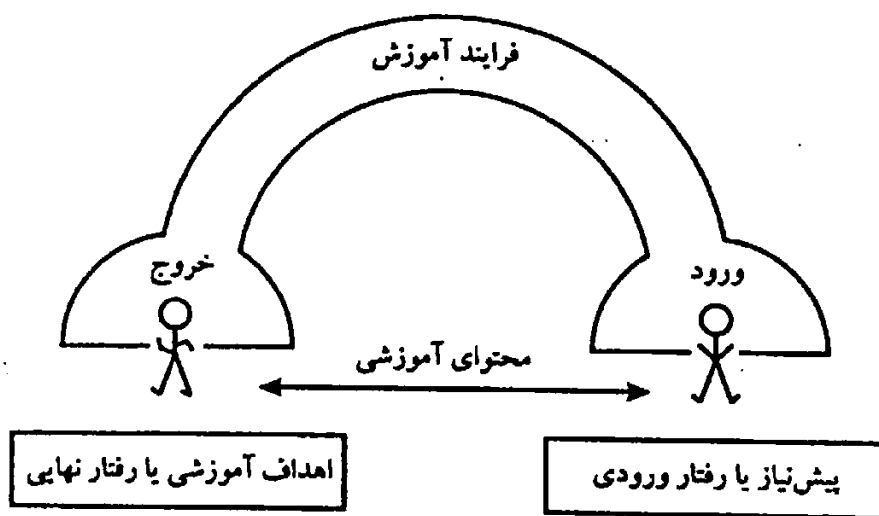 فرایند آموزش
ورود
خروج
محتوای آموزشی
پیش‌نیاز یا رفتار ورودی
اهداف آموزشی یا رفتار نهایی